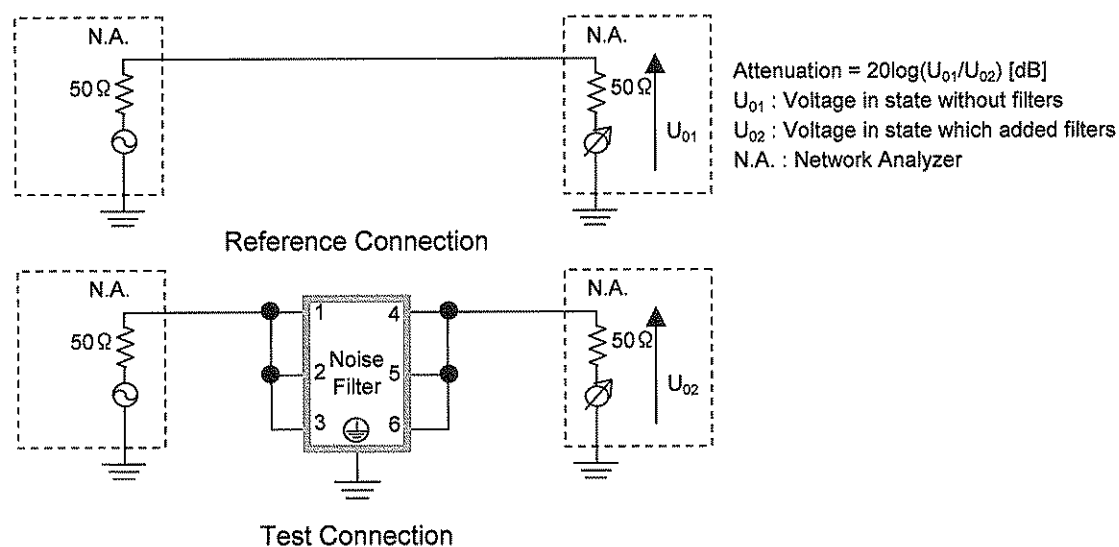 N.A.
50Ω
N.A.
50Ω
U01
Attenuation = 20log(U01/U02) [dB]
U01 : Voltage in state without filters
U02 : Voltage in state which added filters
N.A. : Network Analyzer
Reference Connection
N.A.
50Ω
1
2
3
4
5
6
Noise
Filter
N.A.
50Ω
U02
Test Connection